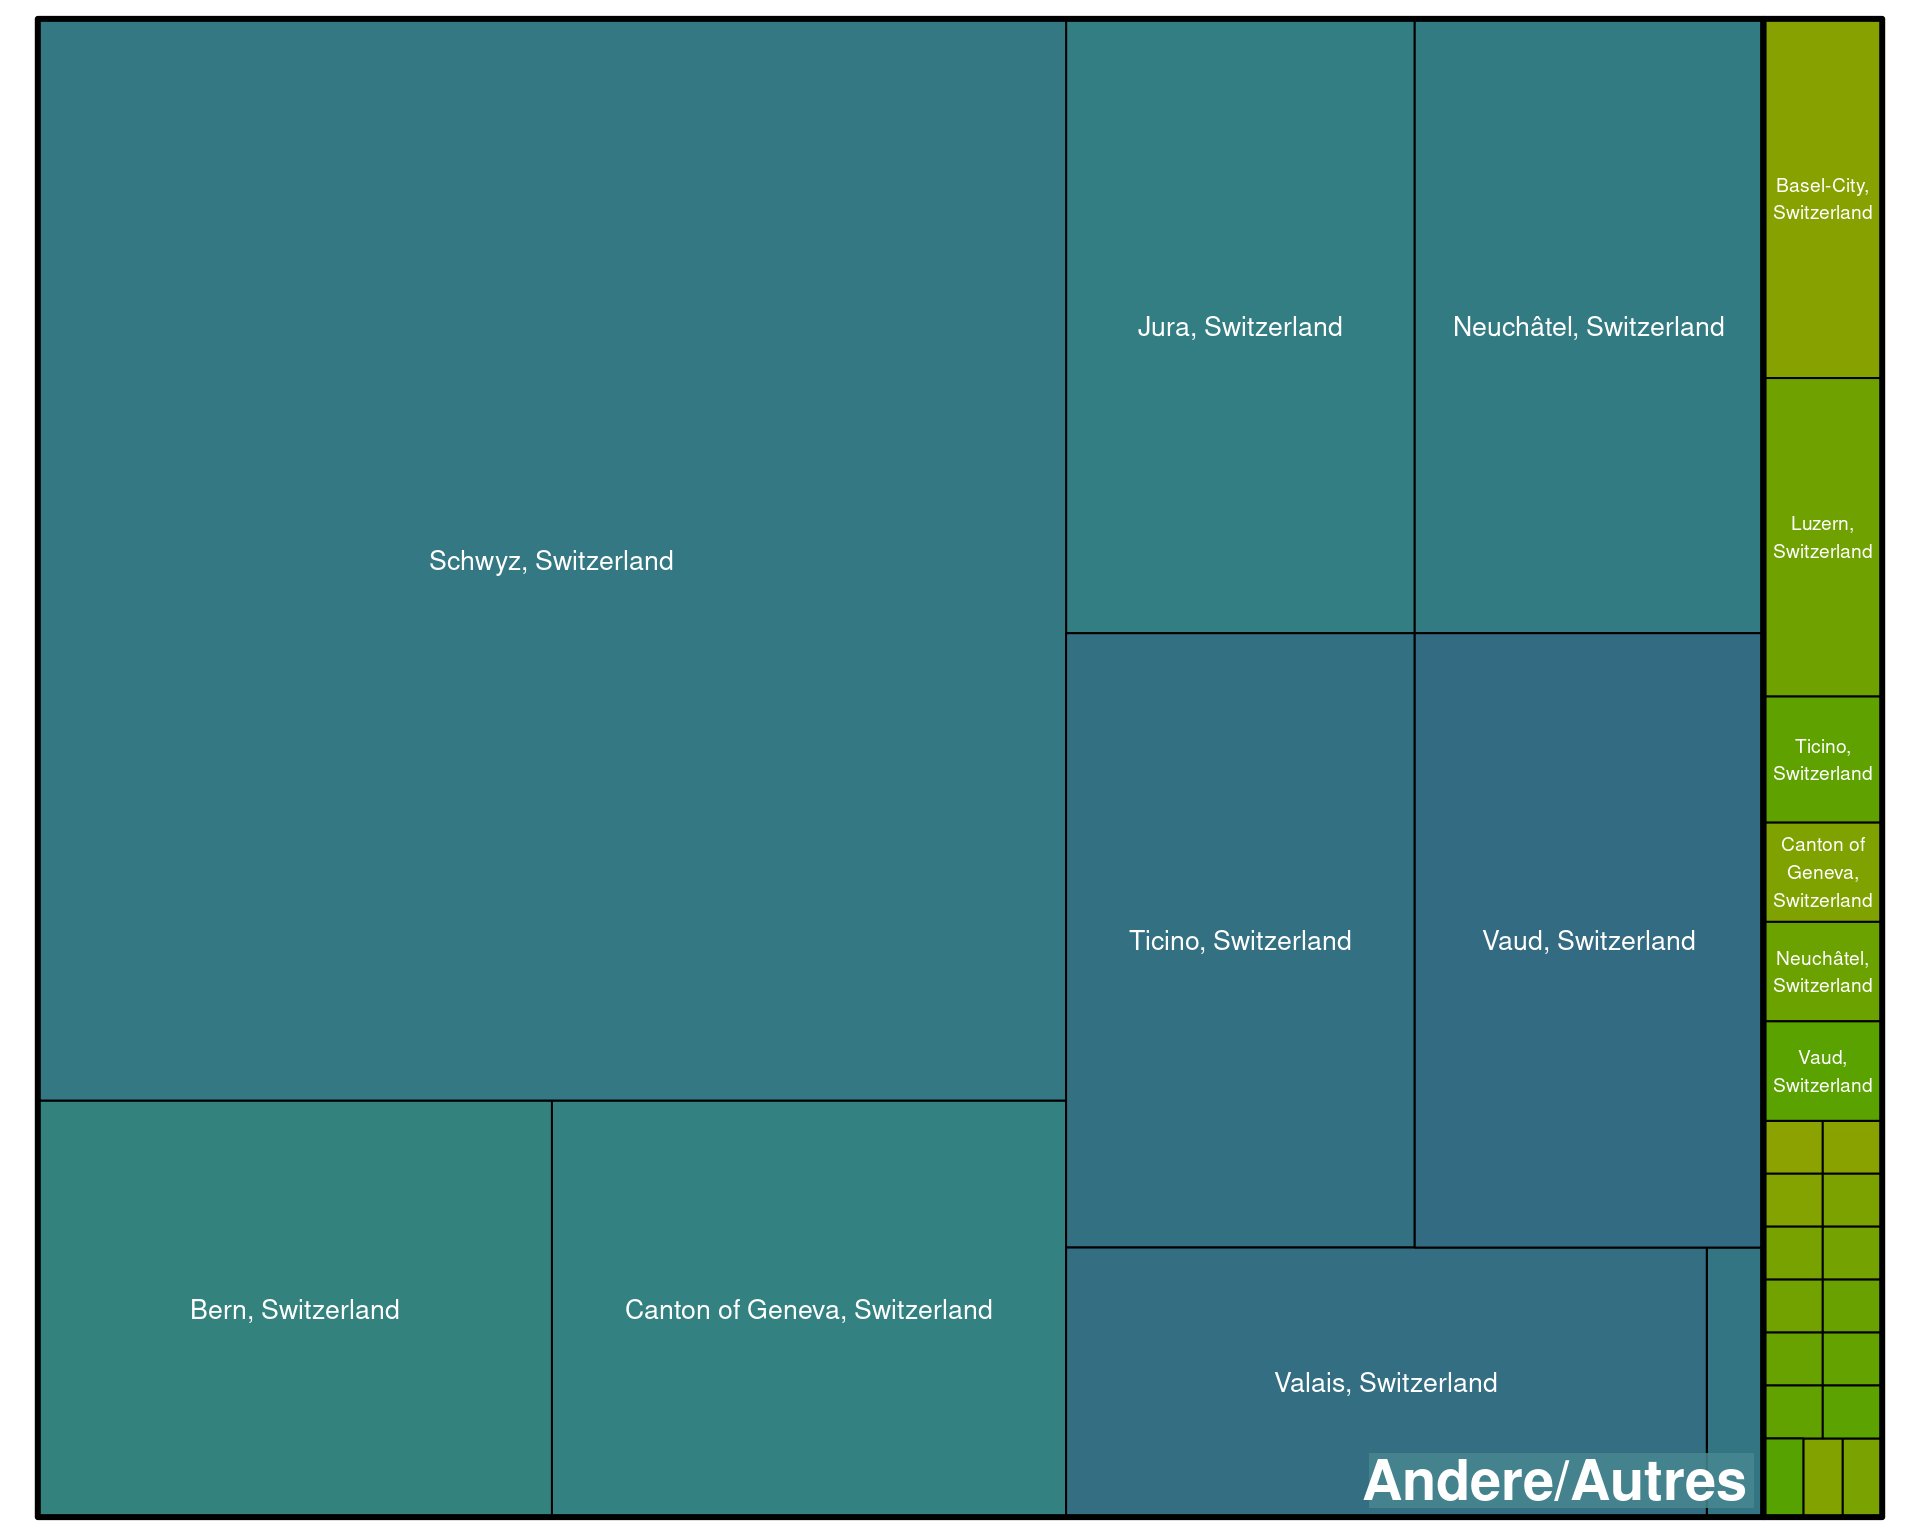 Schwyz, Switzerland
Jura, Switzerland
Neuchâtel, Switzerland
Ticino, Switzerland
Vaud, Switzerland
Bern, Switzerland
Canton of Geneva, Switzerland
Valais, Switzerland
Andere/Autres
Basel-City,
Switzerland
Luzern,
Switzerland
Ticino,
Switzerland
Canton of
Geneva,
Switzerland
Neuchâtel,
Switzerland
Vaud,
Switzerland